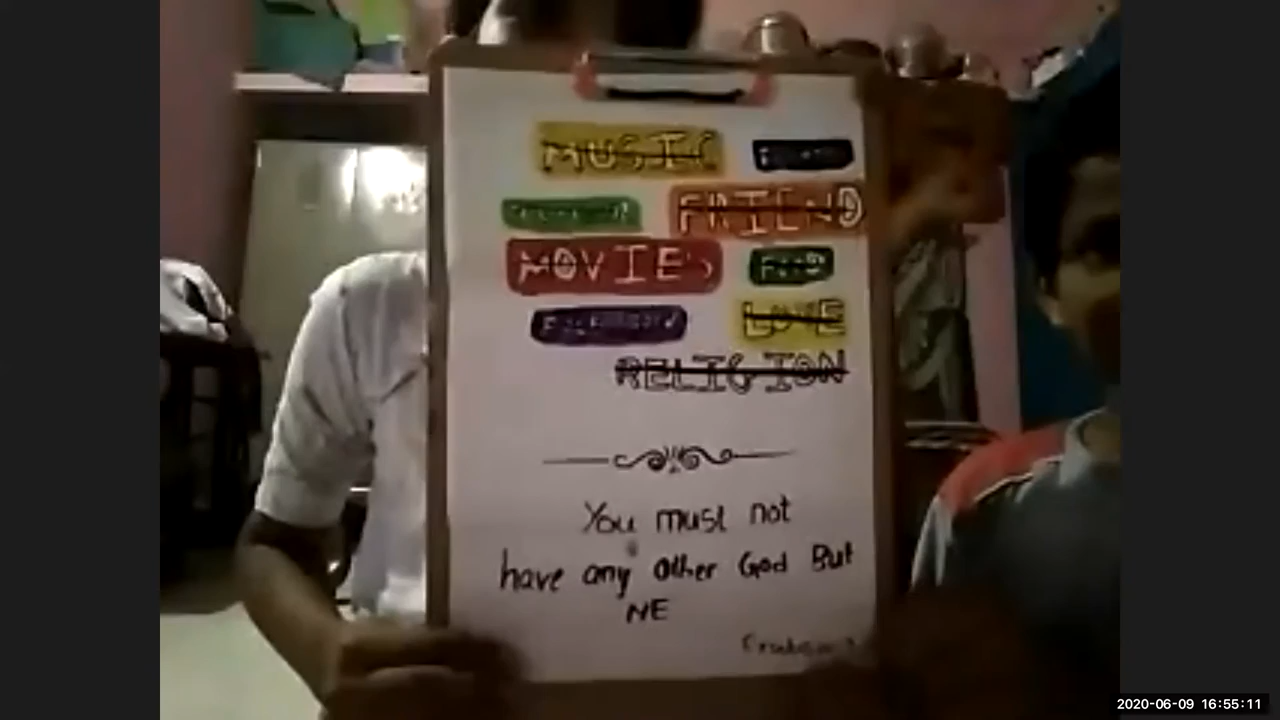 MUSIC
FRIEND
MOVIES FOOD
LOVE
RELIGION
You must not
have any other God But
ME
2020-06-09 16:55:11